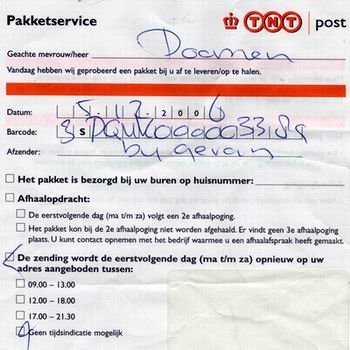 Pakketservice TNT post
Geachte mevrouw/heer Doomen
Vandaag hebben wij geprobeerd een pakket bij u af te leveren/op te halen.
Datum: 5 12 2006
Barcode: 3SDQMK0000033189
Afzender:
Het pakket is bezorgd bij uw buren op huisnummer:
Afhaalopdracht:
De eerstvolgende dag (ma t/m za) volgt een 2e afhaalpoging.
Het pakket kon bij de 2e afhaalpoging niet worden afgehaald. Er vindt geen 3e afhaalpoging
plaats. U kunt contact opnemen met het bedrijf waarmee u een afhaalafspraak heeft gemaakt.
De zending wordt de eerstvolgende dag (ma t/m za) opnieuw op uw
adres aangeboden tussen:
09.00 – 13.00
12.00 – 18.00
17.00 – 21.30
Geen tijdsindicatie mogelijk